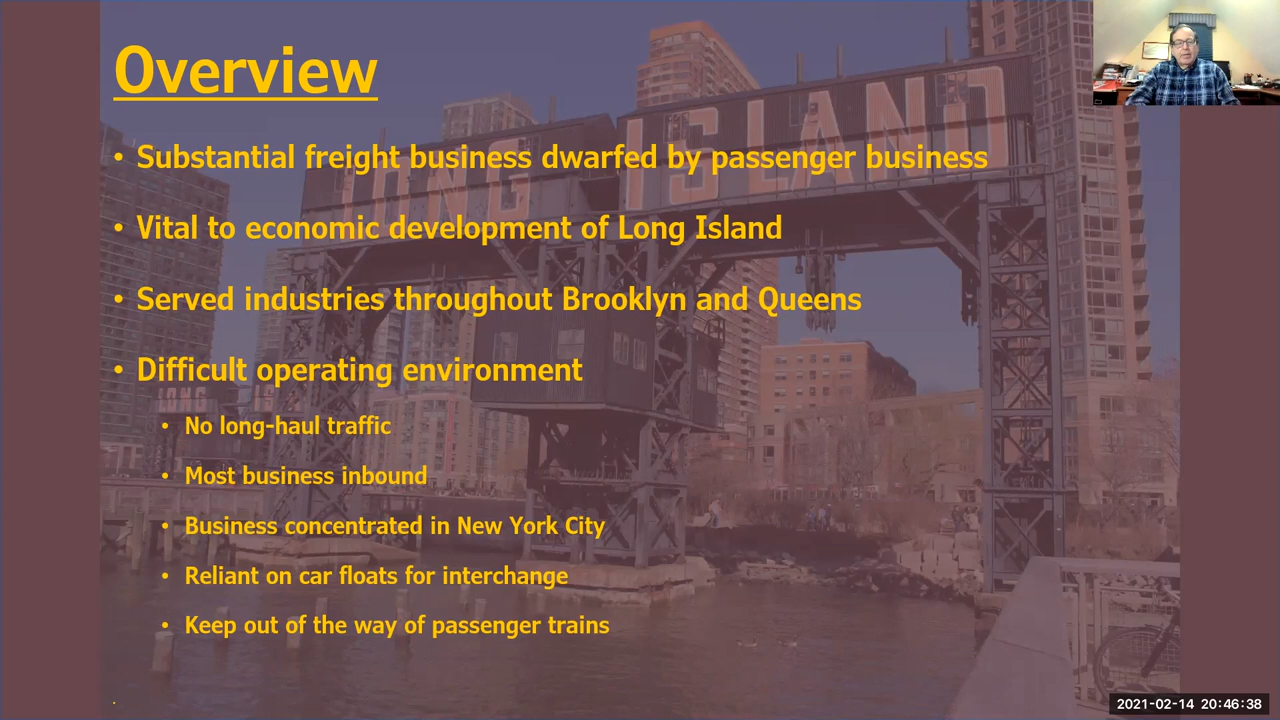 Overview
• Substantial freight business dwarfed by passenger business
• Vital to economic development of Long Island
• Served industries throughout Brooklyn and Queens
• Difficult operating environment
• No long-haul traffic
• Most business inbound
• Business concentrated in New York City
• Reliant on car floats for interchange
• Keep out of the way of passenger trains
LONG ISLAND
LONG
2021-02-14 20:46:38